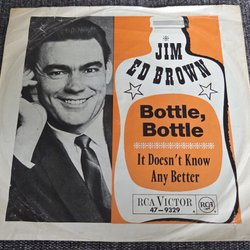 JIM
ED BROWN
Bottle,
Bottle
It Doesn't Know
Any Better
RCA VICTOR
47-9329
RCA